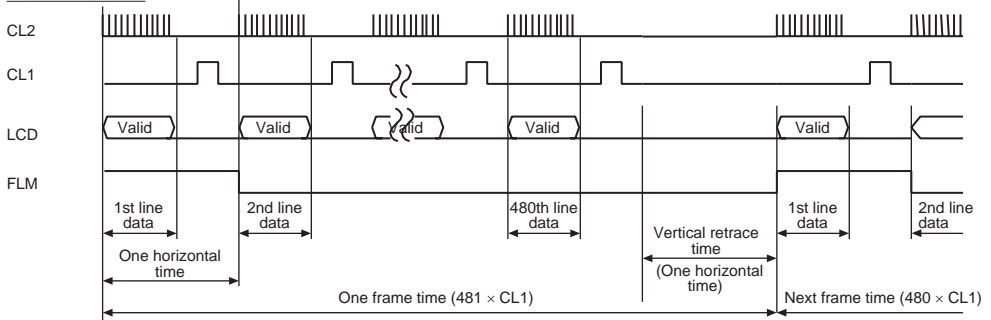 CL2
CL1
LCD
Valid
Valid
Valid
Valid
Valid
FLM
1st line
data
2nd line
data
480th line
data
1st line
data
2nd line
data
One horizontal
time
Vertical retrace
time
(One horizontal
time)
One frame time (481 × CL1)
Next frame time (480 × CL1)